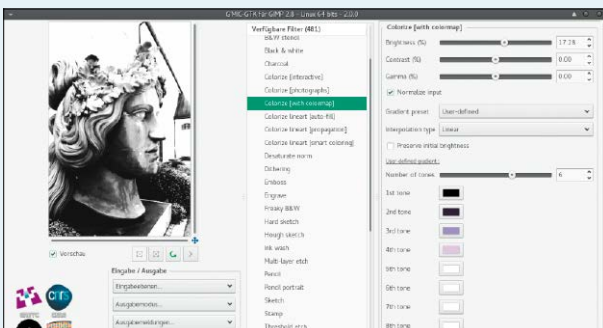 G'MIC-GTK für GIMP 2.8 - Linux 64 bits - 2.0.0
Vorschau
Eingabe / Ausgabe
Eingabeebenen...
Ausgabemodus...
Ausgabemeldungen...
cnrs
Verfügbare Filter (481)
B&W stencil
Black & white
Charcoal
Colorize [interactive]
Colorize [photographs]
Colorize [with colormap]
Colorize lineart [auto-fill]
Colorize lineart [propagation]
Colorize lineart [smart coloring]
Desaturate norm
Dithering
Emboss
Engrave
Freaky B&W
Hard sketch
Hough sketch
Ink wash
Multi-layer etch
Pencil
Pencil portrait
Sketch
Stamp
Threshold etch
Colorize [with colormap]
Brightness (%)
Contrast (%)
0.00
Gamma (%)
0.00
Normalize input
Gradient preset
User-defined
Interpolation type
Linear
Preserve initial brightness
User-defined gradient:
Number of tones
6
1st tone
2nd tone
3rd tone
4th tone
5th tone
6th tone
7th tone
8th tone